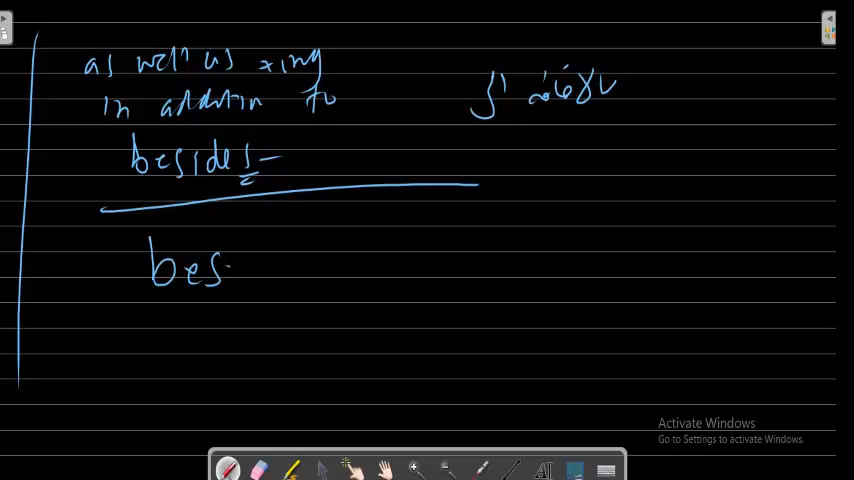 as well as + ing
in addition to
besides -
bes
Activate Windows
Go to Settings to activate Windows.